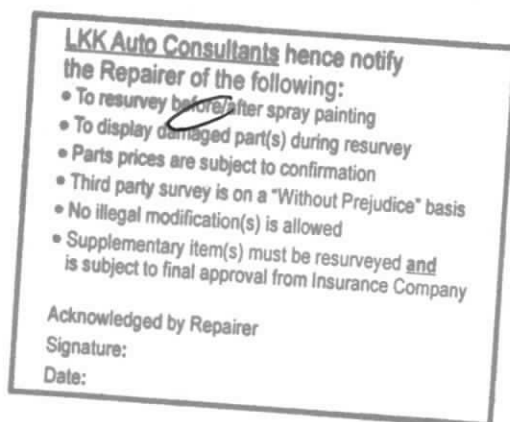 LKK Auto Consultants hence notify
the Repairer of the following:
• To resurvey before/after spray painting
• To display damaged part(s) during resurvey
• Parts prices are subject to confirmation
• Third party survey is on a "Without Prejudice" basis
• No illegal modification(s) is allowed
• Supplementary item(s) must be resurveyed and
is subject to final approval from Insurance Company
Acknowledged by Repairer
Signature:
Date: